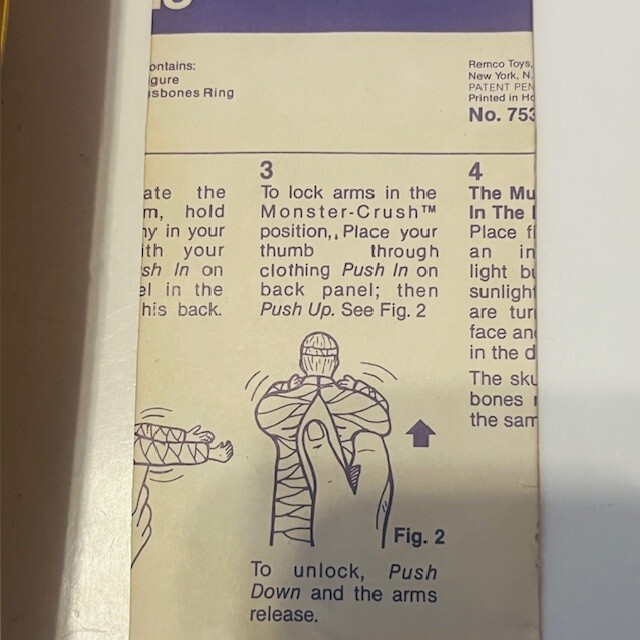 ontains:
igure
sbones Ring
Remco Toys,
New York, N.
PATENT PEN
Printed in Ho
No. 753
ate the
m, hold
ny in your
ith your
sh In on
el in the
his back.
3
To lock arms in the
Monster-Crush™
position,, Place your
thumb through
clothing Push In on
back panel; then
Push Up. See Fig. 2
Fig. 2
To unlock, Push
Down and the arms
release.
4
The Mu
In The
Place fi
an in
light bu
sunlight
are tur
face and
in the d
The sku
bones
the sam